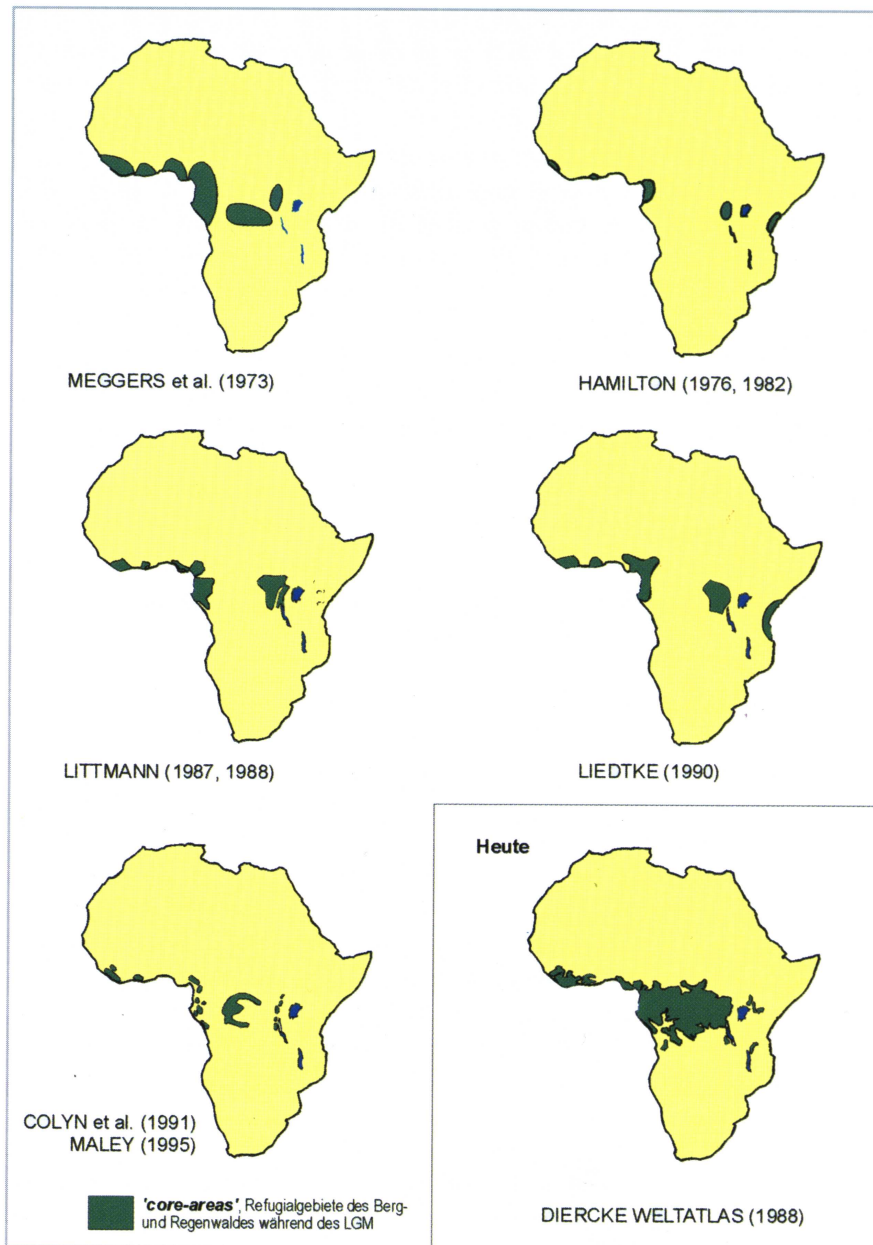 MEGGERS et al. (1973)
HAMILTON (1976, 1982)
LITTMANN (1987, 1988)
LIEDTKE (1990)
COLYN et al. (1991)
MALEY (1995)
Heute
DIERCKE WELTATLAS (1988)
'core-areas', Refugialgebiete des Berg-
und Regenwaldes während des LGM